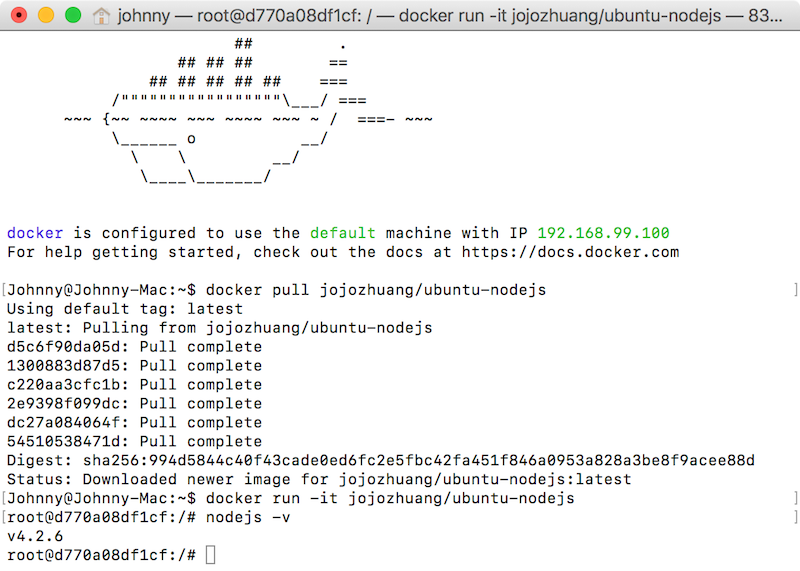 johnny — root@d770a08df1cf: / — docker run -it jojozhuang/ubuntu-nodejs — 83...
                        ##         .
                  ## ## ##        ==
               ## ## ## ## ##    ===
           /"""""""""""""""""\___/ ===
      ~~~ {~~ ~~~~ ~~~ ~~~~ ~~~ ~ /  ===- ~~~
           \______ o           __/
             \    \         __/
              \____\_______/
docker is configured to use the default machine with IP 192.168.99.100
For help getting started, check out the docs at https://docs.docker.com
[Johnny@Johnny-Mac:~$ docker pull jojozhuang/ubuntu-nodejs ]
Using default tag: latest
latest: Pulling from jojozhuang/ubuntu-nodejs
d5c6f90da05d: Pull complete
1300883d87d5: Pull complete
c220aa3cfc1b: Pull complete
2e9398f099dc: Pull complete
dc27a084064f: Pull complete
54510538471d: Pull complete
Digest: sha256:994d5844c40f43cade0ed6fc2e5fbc42fa451f846a0953a828a3be8f9acee88d
Status: Downloaded newer image for jojozhuang/ubuntu-nodejs:latest
[Johnny@Johnny-Mac:~$ docker run -it jojozhuang/ubuntu-nodejs ]
[root@d770a08df1cf:/# nodejs -v ]
v4.2.6
root@d770a08df1cf:/#